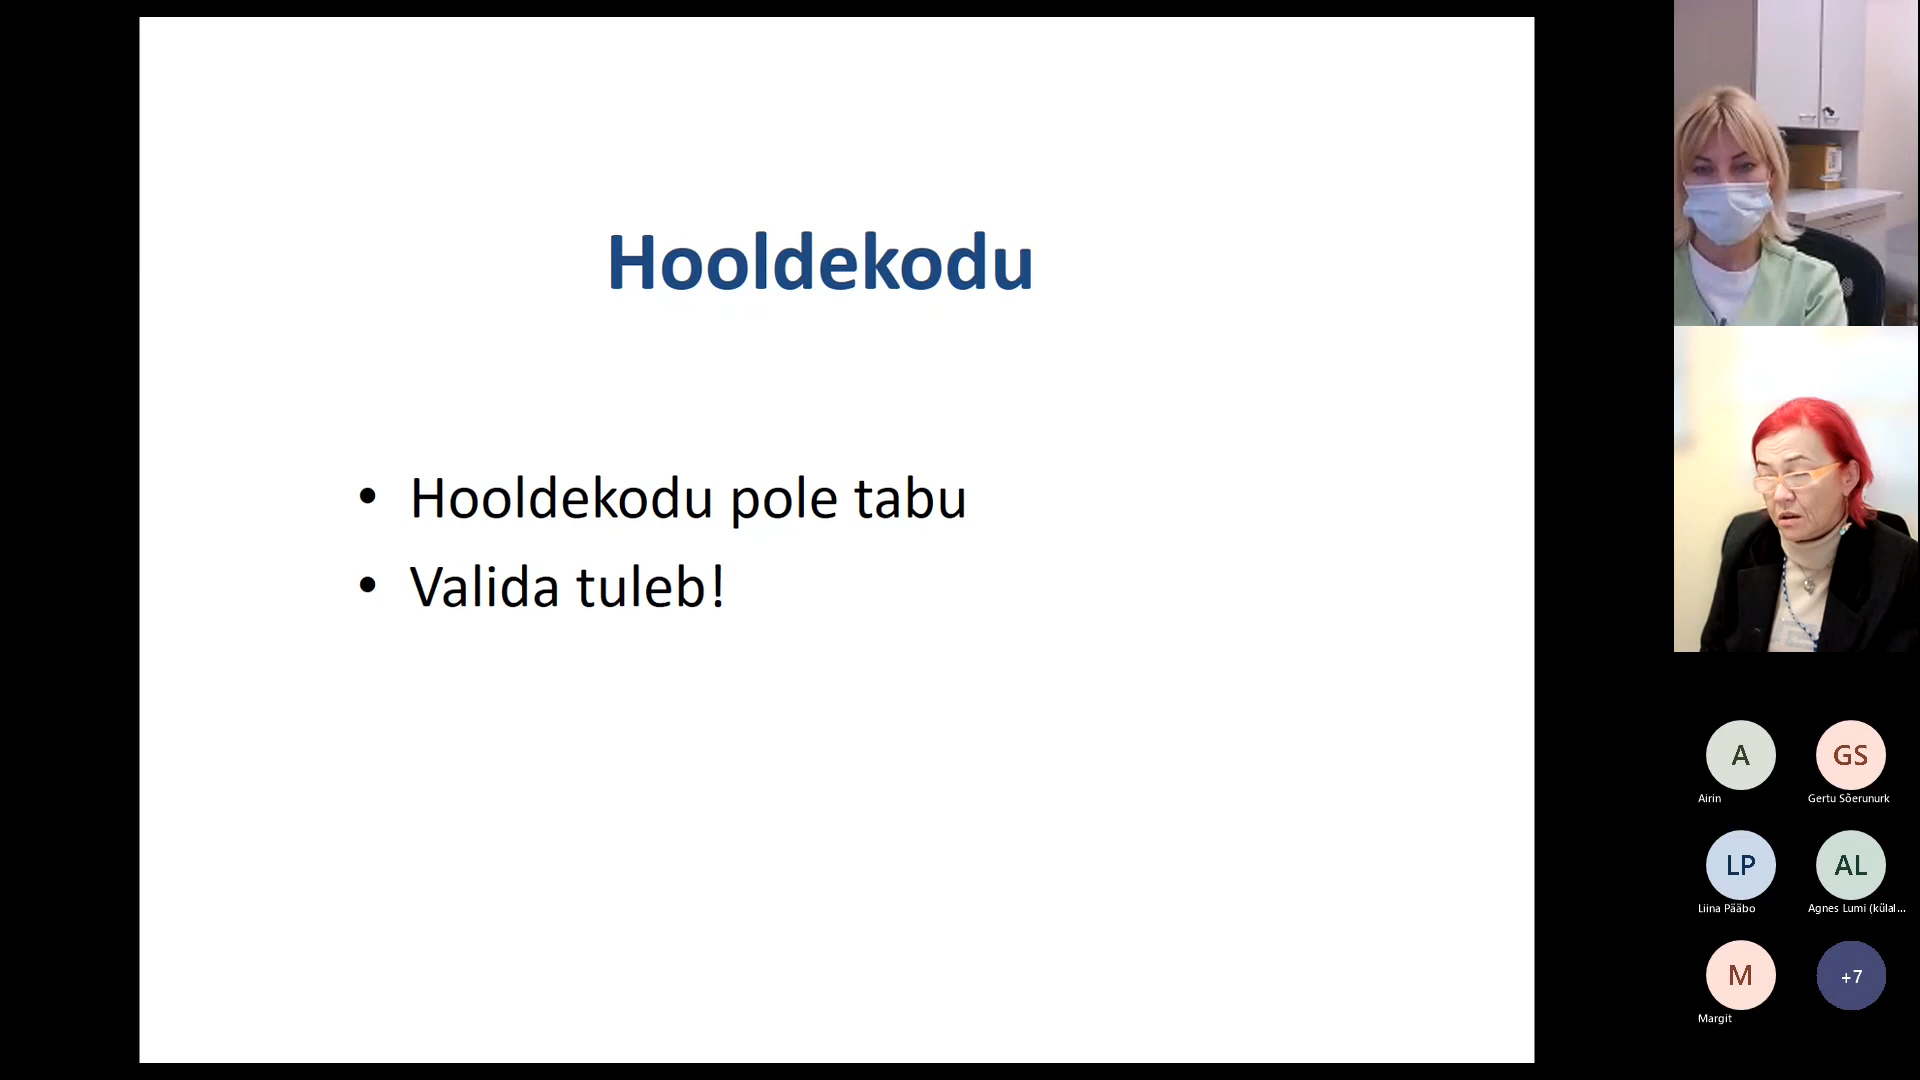 Hooldekodu
• Hooldekodu pole tabu
• Valida tuleb!
A
GS
Airin
Gertu Sõerunurk
LP
AL
Liina Pääbo
Agnes Lumi (külal...
M
+7
Margit